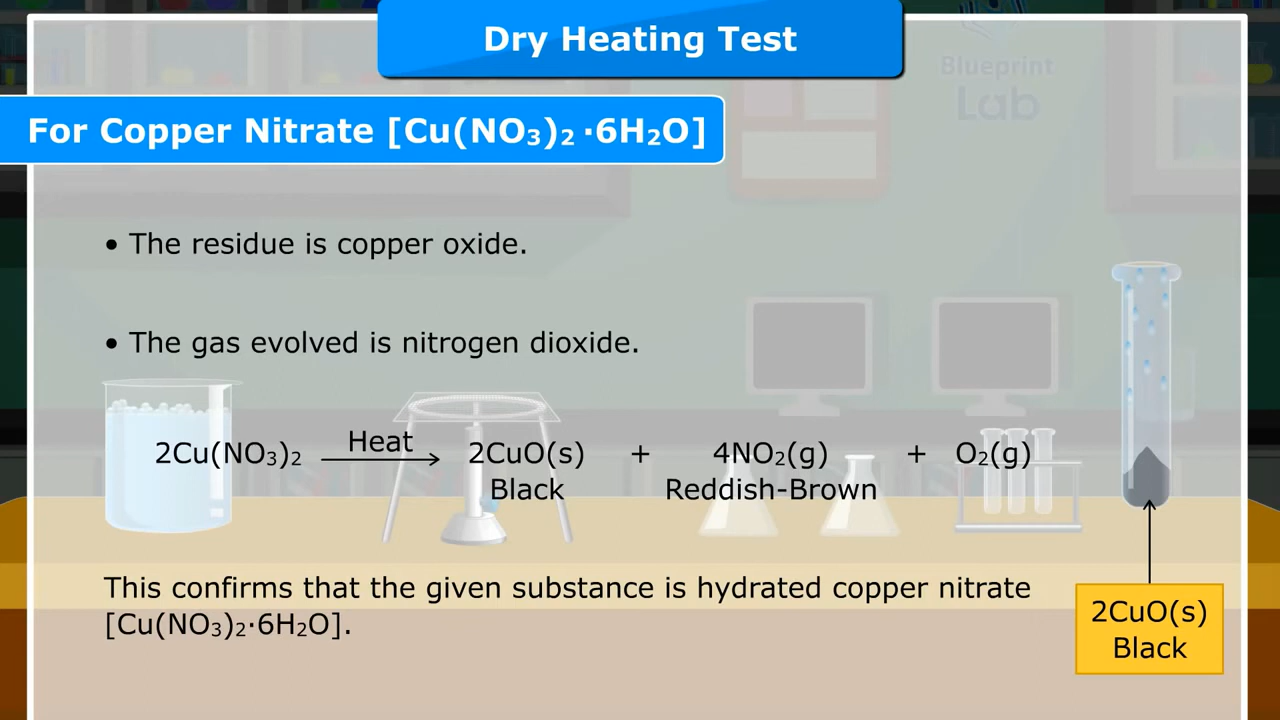 Dry Heating Test
Blueprint
Lab
For Copper Nitrate [Cu(NO₃)₂ ·6H₂O]
• The residue is copper oxide.
• The gas evolved is nitrogen dioxide.
2Cu(NO₃)₂ Heat → 2CuO(s) + 4NO₂(g) + O₂(g)
Black Reddish-Brown
This confirms that the given substance is hydrated copper nitrate
[Cu(NO₃)₂·6H₂O].
2CuO(s)
Black